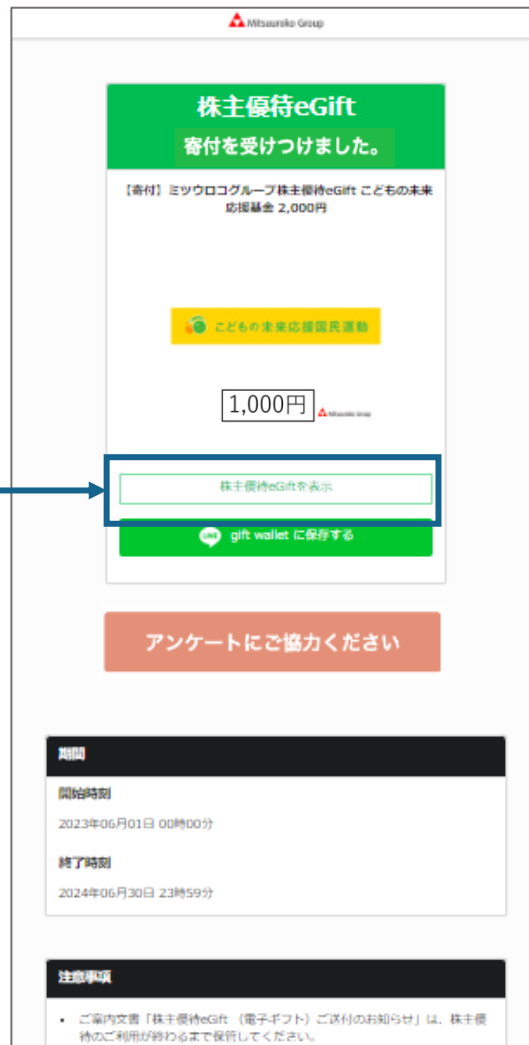 Mitsuuroko Group
株主優待eGift
寄付を受けつけました。
【寄付】ミツウロコグループ株主優待eGift こどもの未来
応援基金 2,000円
こどもの未来応援国民運動
1,000円 Mitsuuroko Group
株主優待eGiftを表示
LINE gift wallet に保存する
アンケートにご協力ください
期間
開始時刻
2023年06月01日 00時00分
終了時刻
2024年06月30日 23時59分
注意事項
• ご案内文書「株主優待eGift （電子ギフト）ご送付のお知らせ」は、株主優
待のご利用が終わるまで保管してください。